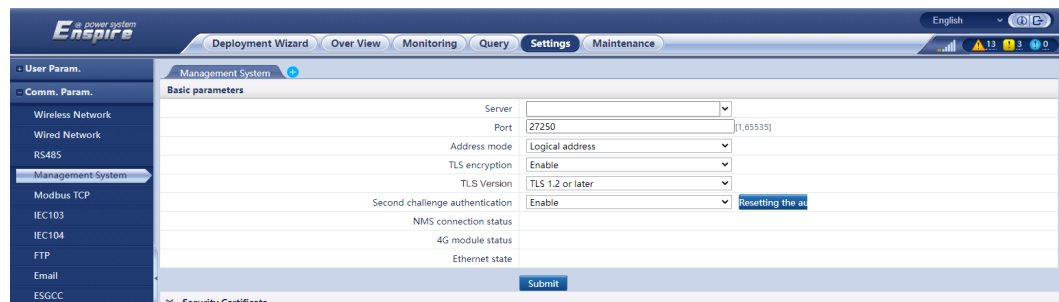 e power system
Enspire
English
Deployment Wizard Over View Monitoring Query Settings Maintenance
13 3 0
User Param.
Comm. Param.
Wireless Network
Wired Network
RS485
Management System
Modbus TCP
IEC103
IEC104
FTP
Email
ESGCC
Management System
Basic parameters
Server
Port 27250 [1,65535]
Address mode Logical address
TLS encryption Enable
TLS Version TLS 1.2 or later
Second challenge authentication Enable Resetting the au
NMS connection status
4G module status
Ethernet state
Submit
Security Certificate